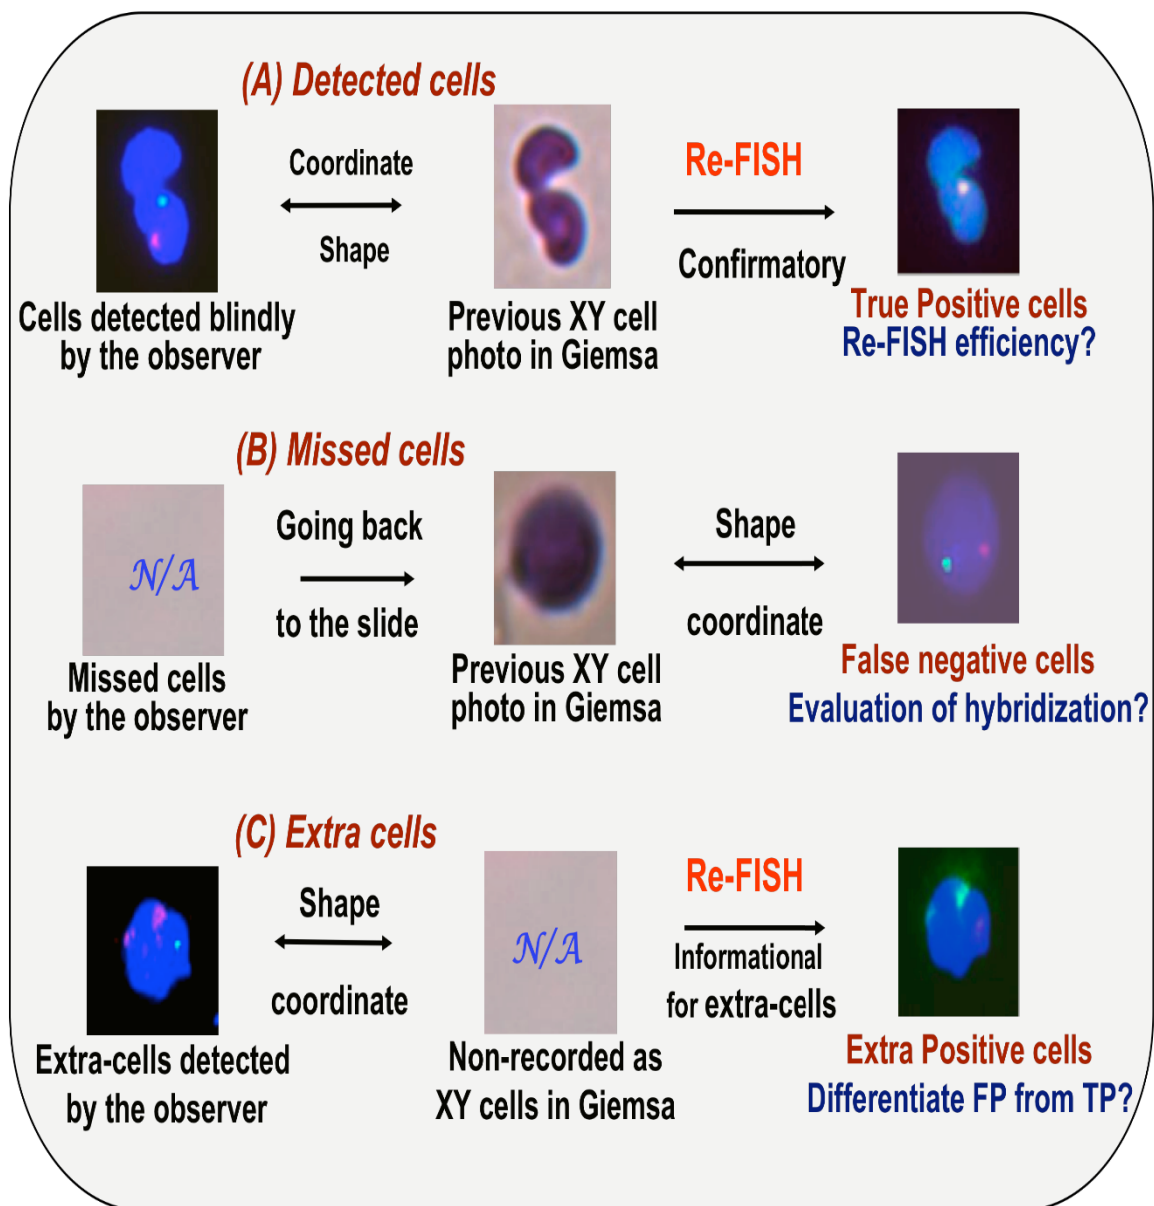 (A) Detected cells
Coordinate
Shape
Re-FISH
Confirmatory
Cells detected blindly
by the observer
Previous XY cell
photo in Giemsa
True Positive cells
Re-FISH efficiency?
(B) Missed cells
N/A
Going back
to the slide
Shape
coordinate
Missed cells
by the observer
Previous XY cell
photo in Giemsa
False negative cells
Evaluation of hybridization?
(C) Extra cells
Shape
coordinate
N/A
Re-FISH
Informational
for extra-cells
Extra-cells detected
by the observer
Non-recorded as
XY cells in Giemsa
Extra Positive cells
Differentiate FP from TP?